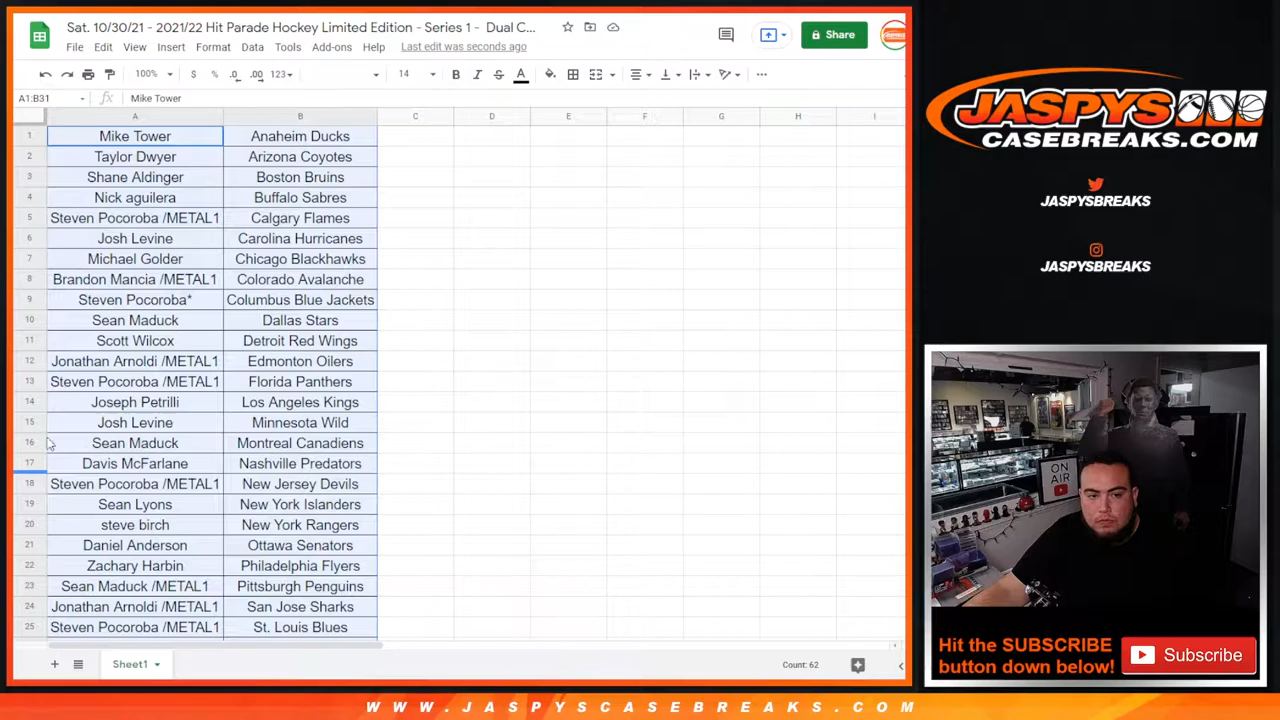 Sat. 10/30/21 - 2021/22 Hit Parade Hockey Limited Edition - Series 1 - Dual C...
File Edit View Insert Format Data Tools Add-ons Help Last edit was seconds ago
Share
100% $ % .0 .00 123 14 B I S A
A1:B31 fx Mike Tower
A B C D E F G H I
1 Mike Tower Anaheim Ducks
2 Taylor Dwyer Arizona Coyotes
3 Shane Aldinger Boston Bruins
4 Nick aguilera Buffalo Sabres
5 Steven Pocoroba /METAL1 Calgary Flames
6 Josh Levine Carolina Hurricanes
7 Michael Golder Chicago Blackhawks
8 Brandon Mancia /METAL1 Colorado Avalanche
9 Steven Pocoroba* Columbus Blue Jackets
10 Sean Maduck Dallas Stars
11 Scott Wilcox Detroit Red Wings
12 Jonathan Arnoldi /METAL1 Edmonton Oilers
13 Steven Pocoroba /METAL1 Florida Panthers
14 Joseph Petrilli Los Angeles Kings
15 Josh Levine Minnesota Wild
16 Sean Maduck Montreal Canadiens
17 Davis McFarlane Nashville Predators
18 Steven Pocoroba /METAL1 New Jersey Devils
19 Sean Lyons New York Islanders
20 steve birch New York Rangers
21 Daniel Anderson Ottawa Senators
22 Zachary Harbin Philadelphia Flyers
23 Sean Maduck /METAL1 Pittsburgh Penguins
24 Jonathan Arnoldi /METAL1 San Jose Sharks
25 Steven Pocoroba /METAL1 St. Louis Blues
Sheet1
Count: 62
JASPYS
CASEBREAKS.COM
JASPYSBREAKS
JASPYSBREAKS
ON
AIR
Hit the SUBSCRIBE
button down below!
Subscribe
WWW.JASPYSCASEBREAKS.COM